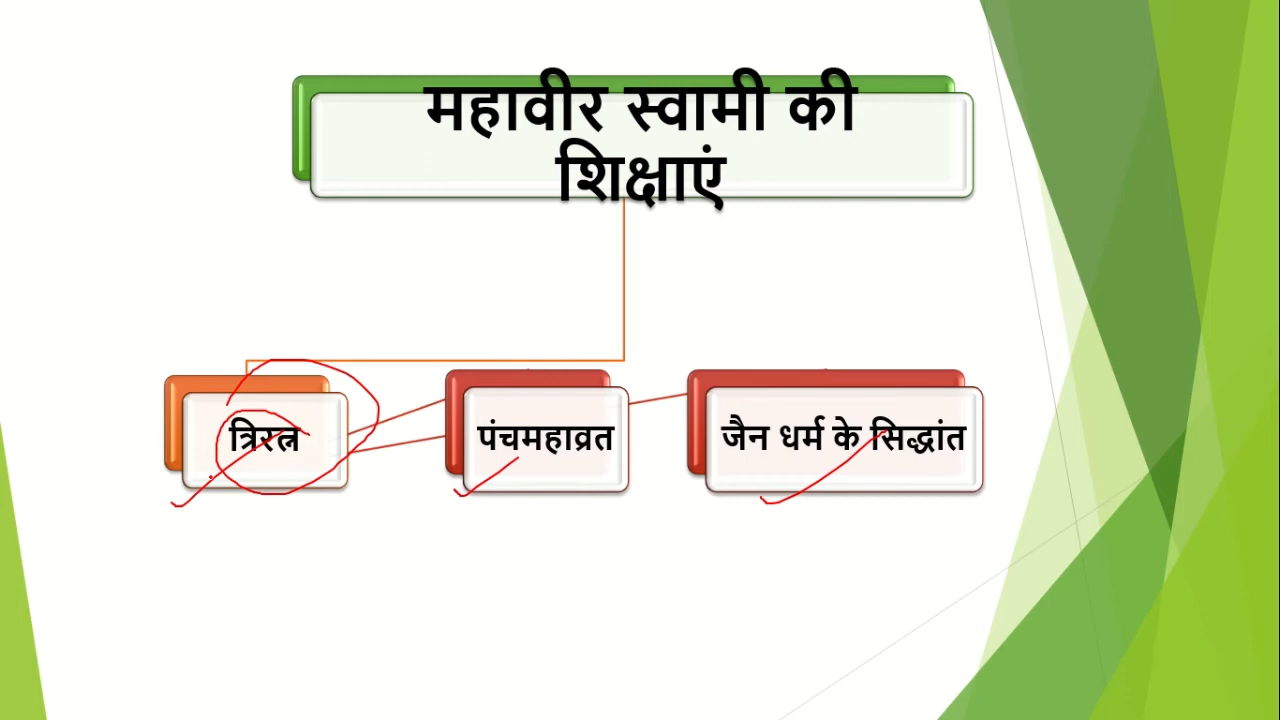 महावीर स्वामी की
शिक्षाएं
त्रिरत्न
पंचमहाव्रत
जैन धर्म के सिद्धांत